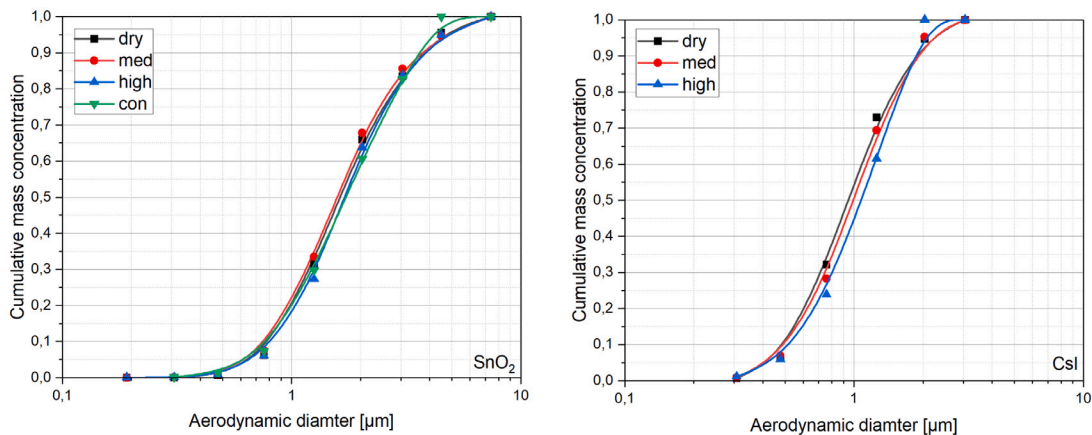 1,0
0,9
0,8
0,7
0,6
0,5
0,4
0,3
0,2
0,1
0,0
Cumulative mass concentration
dry
med
high
con
SnO₂
0,1
1
10
Aerodynamic diamter [µm]
1,0
0,9
0,8
0,7
0,6
0,5
0,4
0,3
0,2
0,1
0,0
Cumulative mass concentration
dry
med
high
CsI
0,1
1
10
Aerodynamic diamter [µm]